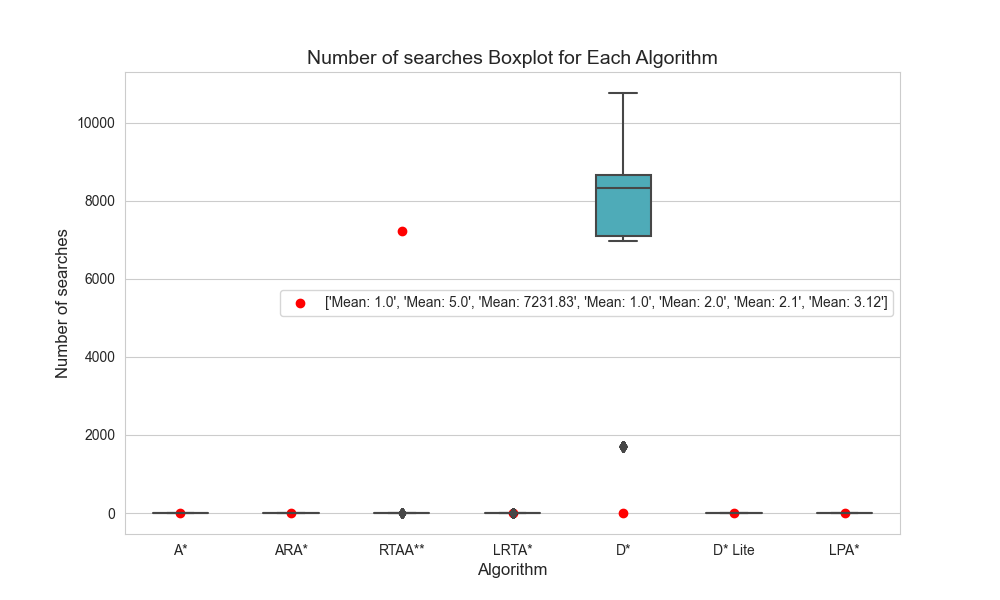 Number of searches Boxplot for Each Algorithm
10000
8000
6000
4000
2000
0
Number of searches
['Mean: 1.0', 'Mean: 5.0', 'Mean: 7231.83', 'Mean: 1.0', 'Mean: 2.0', 'Mean: 2.1', 'Mean: 3.12']
A* ARA* RTAA** LRTA* D* D* Lite LPA*
Algorithm